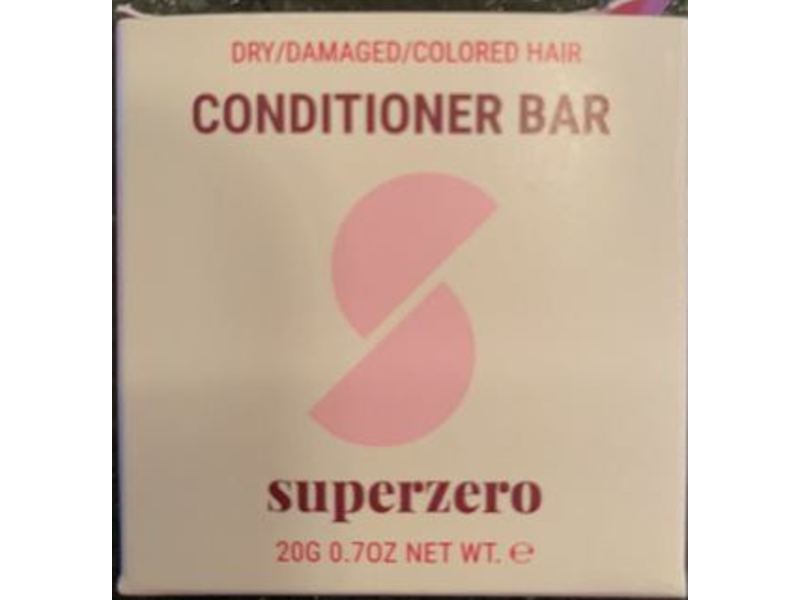 DRY/DAMAGED/COLORED HAIR
CONDITIONER BAR
superzero
20G 0.7OZ NET WT. ℮